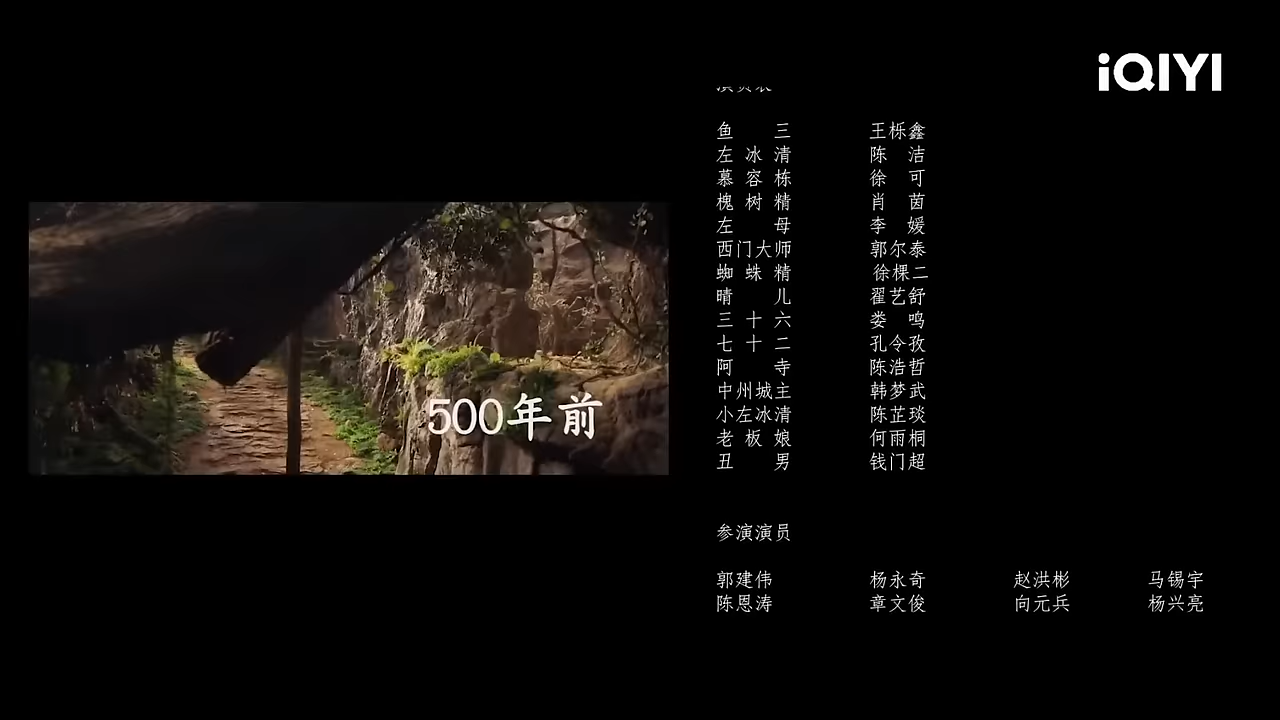 iQIYI
演员表
鱼 三 王栎鑫
左冰清 陈洁
慕容栋 徐可
槐树精 肖茵
左母 李媛
西门大师 郭尔泰
蜘蛛精 徐棵二
晴儿 翟艺舒
三十六 娄鸣
七十二 孔令孜
阿寺 陈浩哲
中州城主 韩梦武
小左冰清 陈芷琰
老板娘 何雨桐
丑男 钱门超
500年前
参演演员
郭建伟 杨永奇 赵洪彬 马锡宇
陈恩涛 章文俊 向元兵 杨兴亮